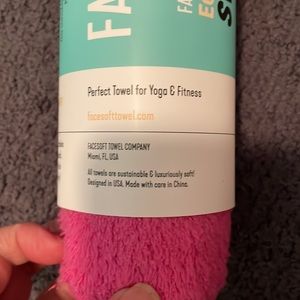 FA
FA
Perfect Towel for Yoga & Fitness
facesofttowel.com
FACESOFT TOWEL COMPANY
Miami, FL, USA
All towels are sustainable & luxuriously soft!
Designed in USA. Made with care in China.